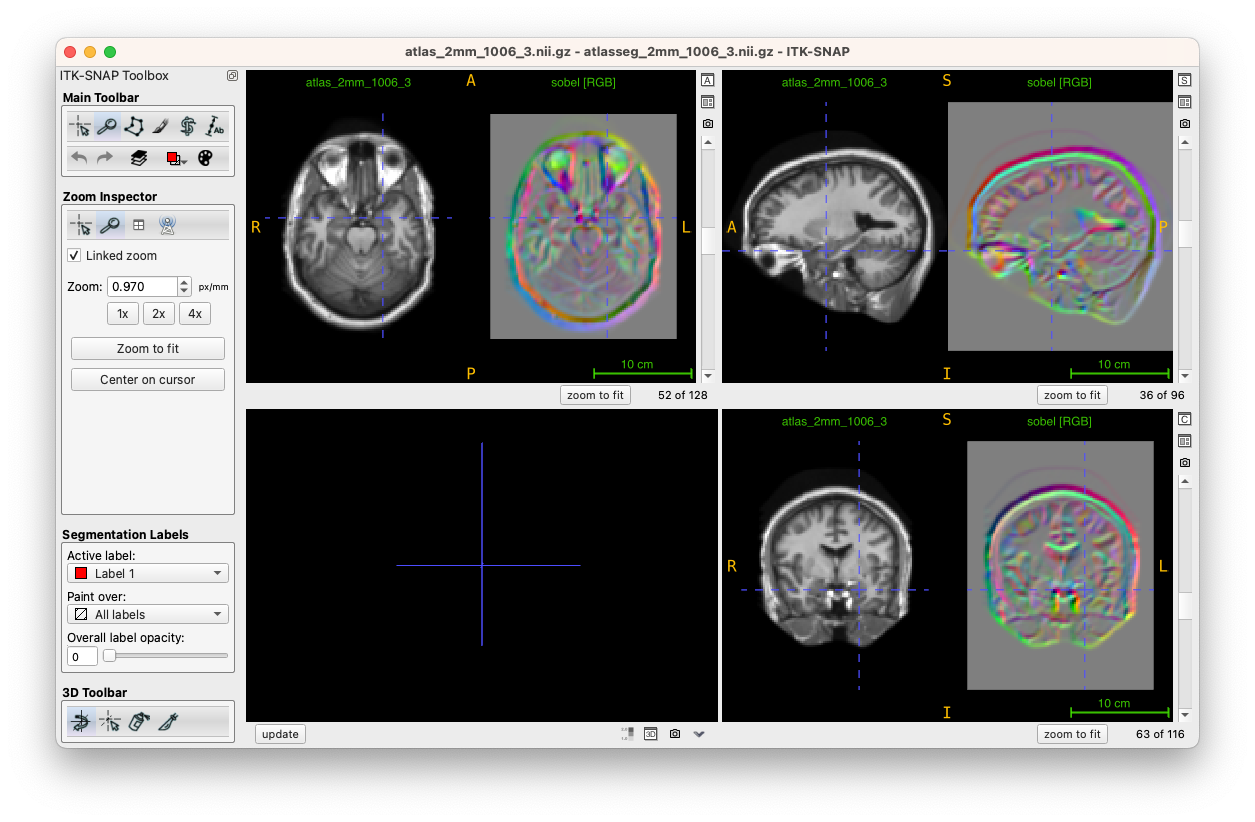 atlas_2mm_1006_3.nii.gz - atlasseg_2mm_1006_3.nii.gz - ITK-SNAP
ITK-SNAP Toolbox
Main Toolbar
Ab
Zoom Inspector
Linked zoom
Zoom: 0.970 px/mm
1x 2x 4x
Zoom to fit
Center on cursor
Segmentation Labels
Active label:
Label 1
Paint over:
All labels
Overall label opacity:
0
3D Toolbar
atlas_2mm_1006_3 A sobel [RGB] A
R L
10 cm
P
zoom to fit 52 of 128
atlas_2mm_1006_3 S sobel [RGB] S
A P
10 cm
I
zoom to fit 36 of 96
update 3D
atlas_2mm_1006_3 S sobel [RGB] C
R L
10 cm
I
zoom to fit 63 of 116